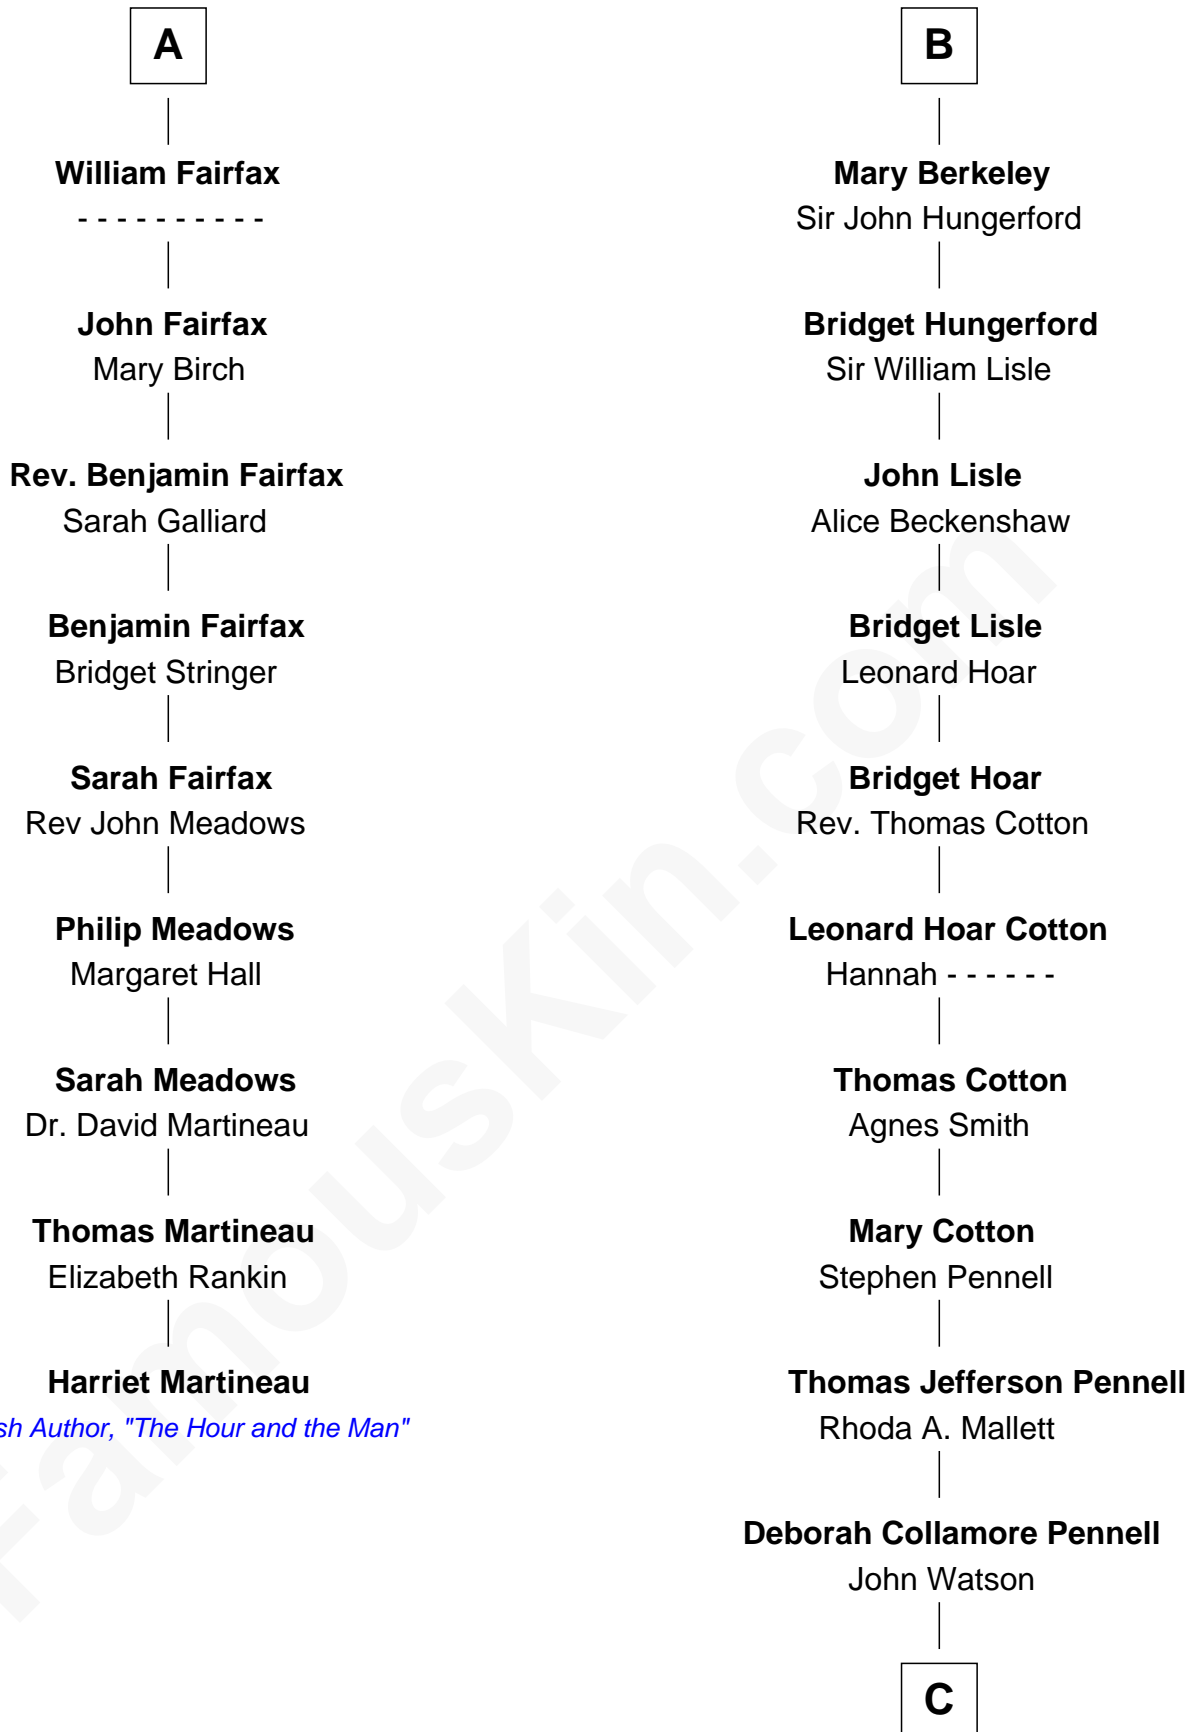 A
William Fairfax
- - - - - - - - - -
John Fairfax
Mary Birch
Rev. Benjamin Fairfax
Sarah Galliard
Benjamin Fairfax
Bridget Stringer
Sarah Fairfax
Rev John Meadows
Philip Meadows
Margaret Hall
Sarah Meadows
Dr. David Martineau
Thomas Martineau
Elizabeth Rankin
Harriet Martineau
Author, "The Hour and the Man"
B
Mary Berkeley
Sir John Hungerford
Bridget Hungerford
Sir William Lisle
John Lisle
Alice Beckenshaw
Bridget Lisle
Leonard Hoar
Bridget Hoar
Rev. Thomas Cotton
Leonard Hoar Cotton
Hannah - - - - - -
Thomas Cotton
Agnes Smith
Mary Cotton
Stephen Pennell
Thomas Jefferson Pennell
Rhoda A. Mallett
Deborah Collamore Pennell
John Watson
C
FamousKin.com